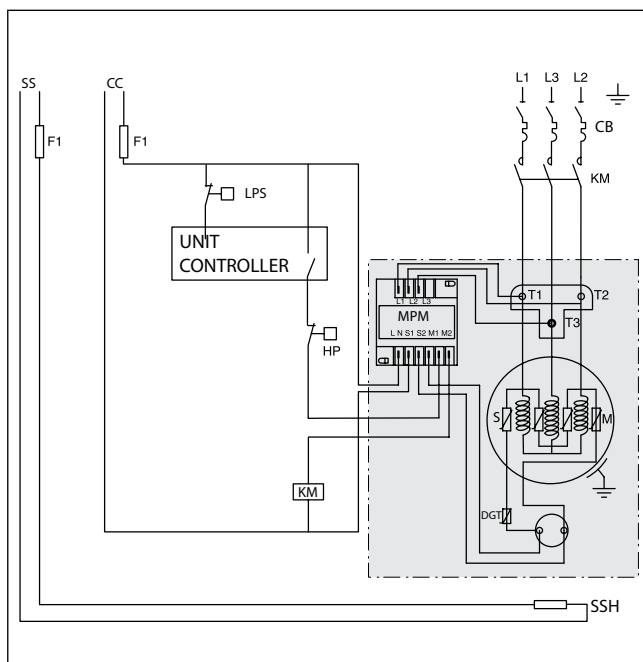 SS CC L1 L3 L2
F1 F1 CB
KM
LPS
UNIT
CONTROLLER
L1 L2 L3
MPM
L N S1 S2 M1 M2
T1 T2
T3
HP
S M
KM
DGT
SSH